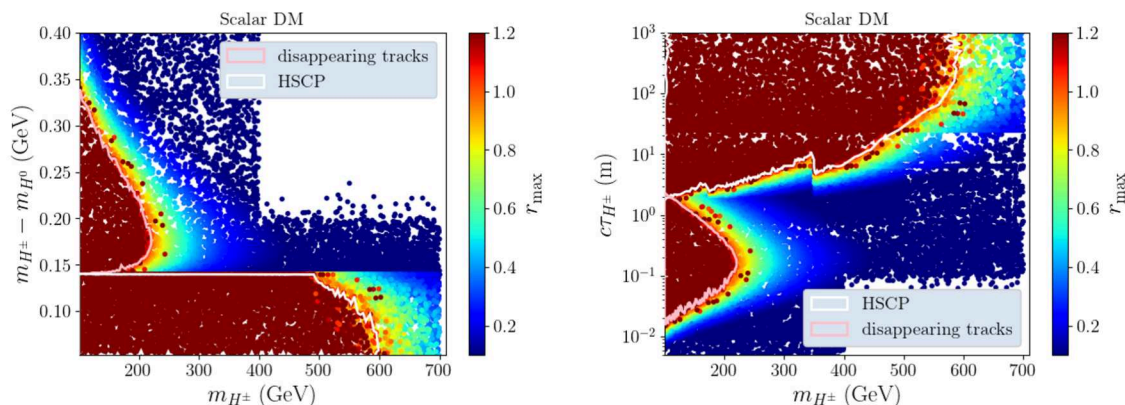 Scalar DM
0.40
0.35
0.30
0.25
0.20
0.15
0.10
200 300 400 500 600 700
m_{H^±} (GeV)
m_{H^±} − m_{H^0} (GeV)
disappearing tracks
HSCP
1.2
1.0
0.8
0.6
0.4
0.2
r_max
Scalar DM
10^3
10^2
10^1
10^0
10^{−1}
10^{−2}
200 300 400 500 600 700
m_{H^±} (GeV)
cτ_{H^±} (m)
HSCP
disappearing tracks
1.2
1.0
0.8
0.6
0.4
0.2
r_max